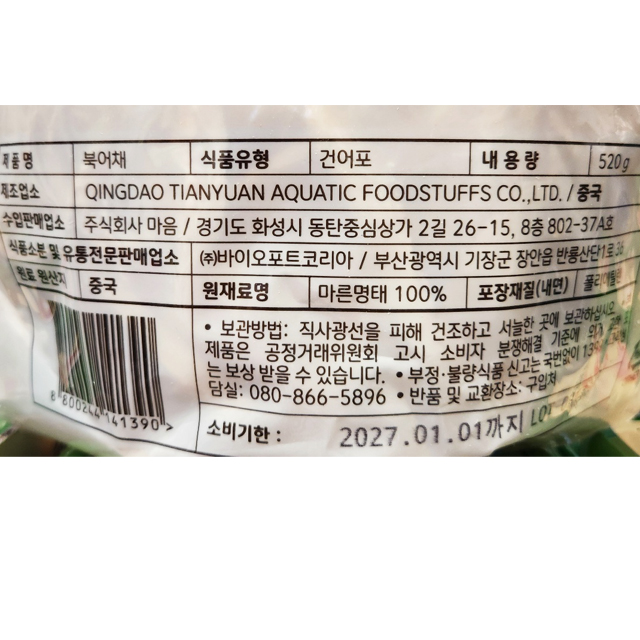 제품명 북어채 식품유형 건어포 내용량 520g
제조업소 QINGDAO TIANYUAN AQUATIC FOODSTUFFS CO.,LTD. / 중국
수입판매업소 주식회사 마음 / 경기도 화성시 동탄중심상가 2길 26-15, 8층 802-37A호
식품소분 및 유통전문판매업소 ㈜바이오포트코리아 / 부산광역시 기장군 장안읍 반룡산단1로 36
원료 원산지 중국 원재료명 마른명태 100% 포장재질(내면) 폴리에틸렌
• 보관방법: 직사광선을 피해 건조하고 서늘한 곳에 보관하십시오
제품은 공정거래위원회 고시 소비자 분쟁해결 기준에 의거
는 보상 받을 수 있습니다. • 부정·불량식품 신고는 국번없이 139
담실: 080-866-5896 • 반품 및 교환장소: 구입처
8 800244 141390 >
소비기한 : 2027.01.01까지 LOT